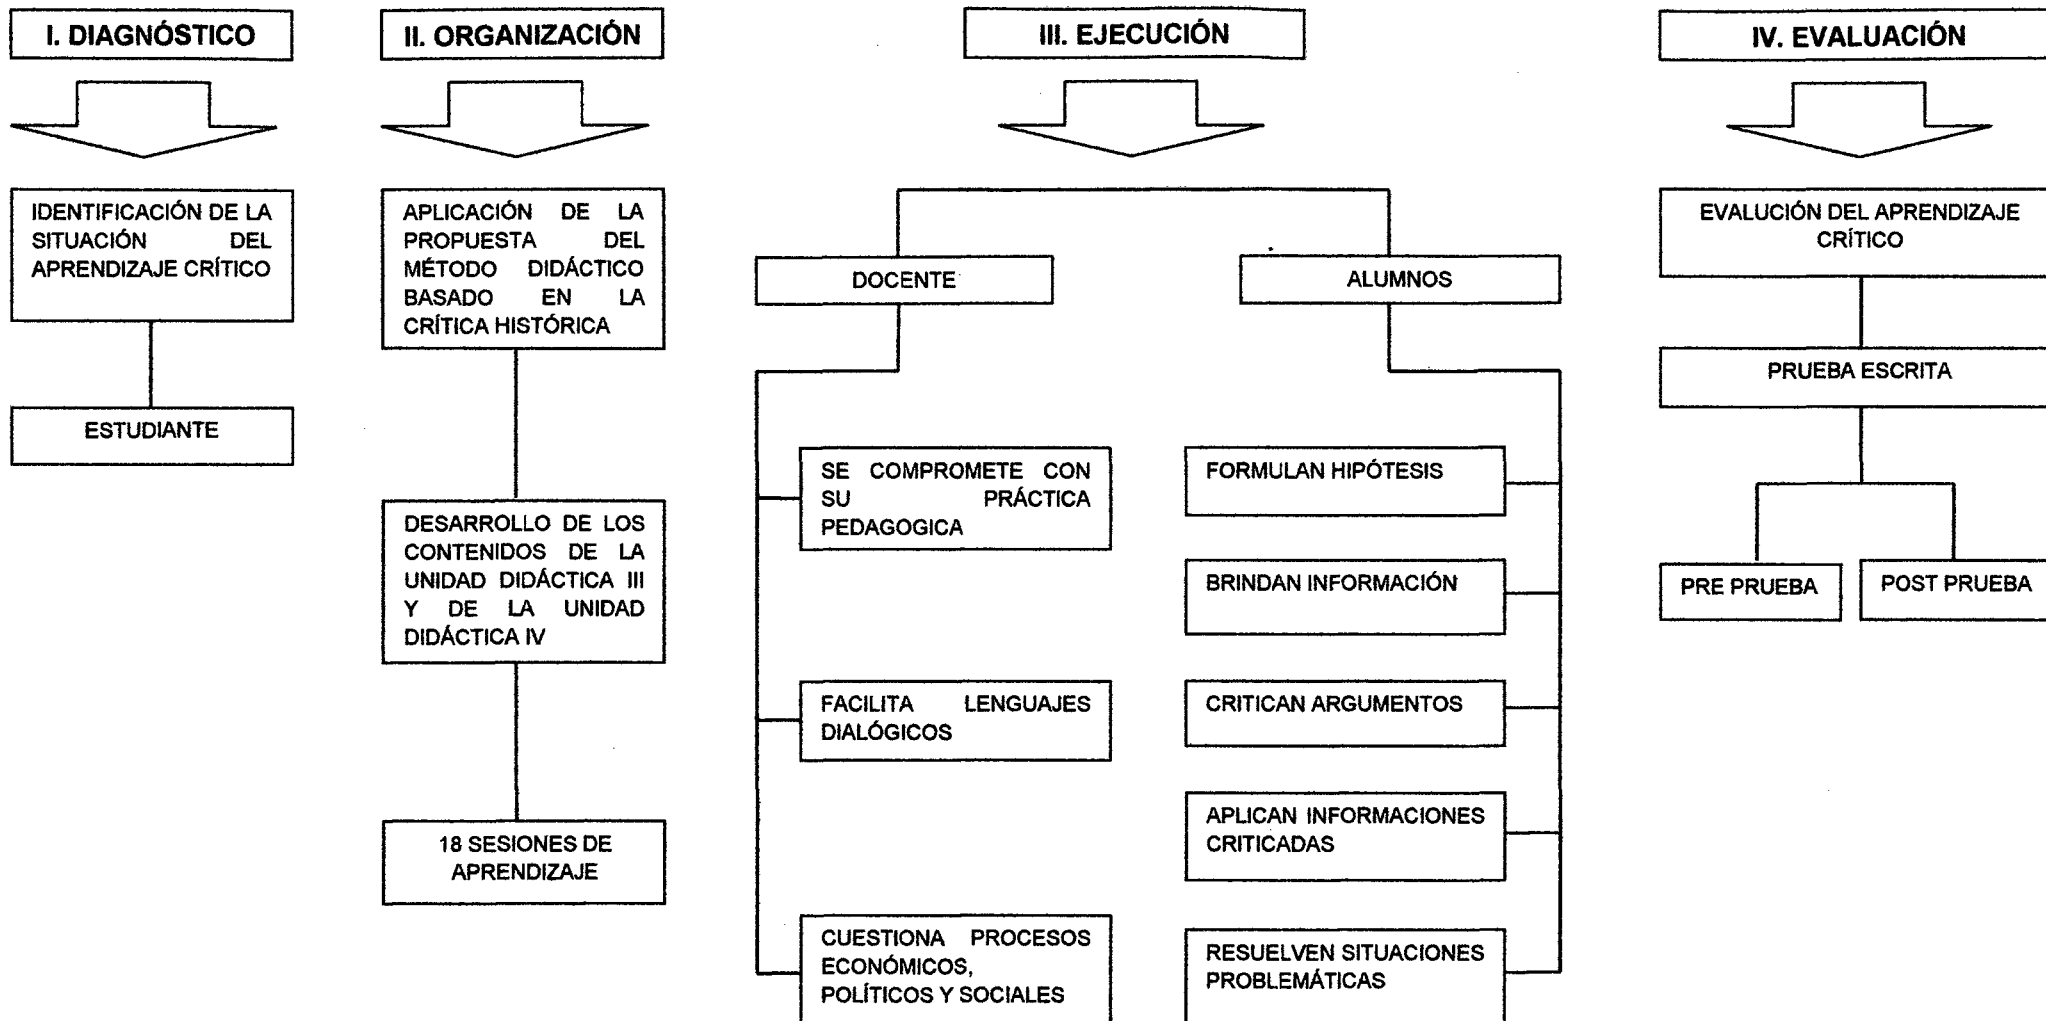 I. DIAGNÓSTICO
II. ORGANIZACIÓN
III. EJECUCIÓN
IV. EVALUACIÓN
IDENTIFICACIÓN DE LA
SITUACIÓN DEL
APRENDIZAJE CRÍTICO
ESTUDIANTE
APLICACIÓN DE LA
PROPUESTA DEL
MÉTODO DIDÁCTICO
BASADO EN LA
CRÍTICA HISTÓRICA
DESARROLLO DE LOS
CONTENIDOS DE LA
UNIDAD DIDÁCTICA III
Y DE LA UNIDAD
DIDÁCTICA IV
18 SESIONES DE
APRENDIZAJE
DOCENTE
SE COMPROMETE CON
SU PRÁCTICA
PEDAGOGICA
FACILITA LENGUAJES
DIALÓGICOS
CUESTIONA PROCESOS
ECONÓMICOS,
POLÍTICOS Y SOCIALES
ALUMNOS
FORMULAN HIPÓTESIS
BRINDAN INFORMACIÓN
CRITICAN ARGUMENTOS
APLICAN INFORMACIONES
CRITICADAS
RESUELVEN SITUACIONES
PROBLEMÁTICAS
EVALUCIÓN DEL APRENDIZAJE
CRÍTICO
PRUEBA ESCRITA
PRE PRUEBA
POST PRUEBA